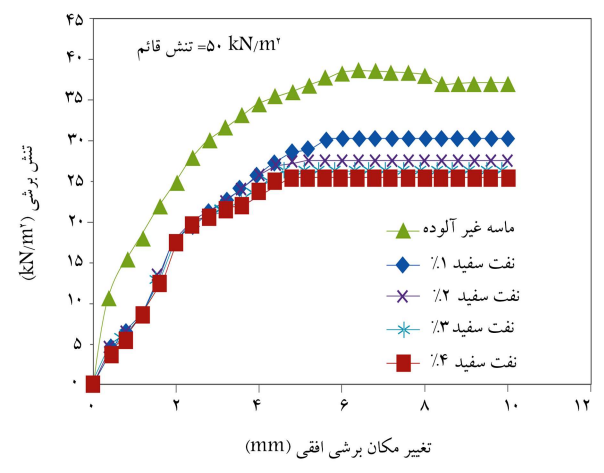 تنش قائم =۵۰ kN/m۲
۴۵
۴۰
۳۵
۳۰
۲۵
۲۰
۱۵
۱۰
۵
۰
تنش برشی (kN/m۲)
ماسه غیر آلوده
نفت سفید ۱٪
نفت سفید ۲٪
نفت سفید ۳٪
نفت سفید ۴٪
۰ ۲ ۴ ۶ ۸ ۱۰ ۱۲
تغییر مکان برشی افقی (mm)